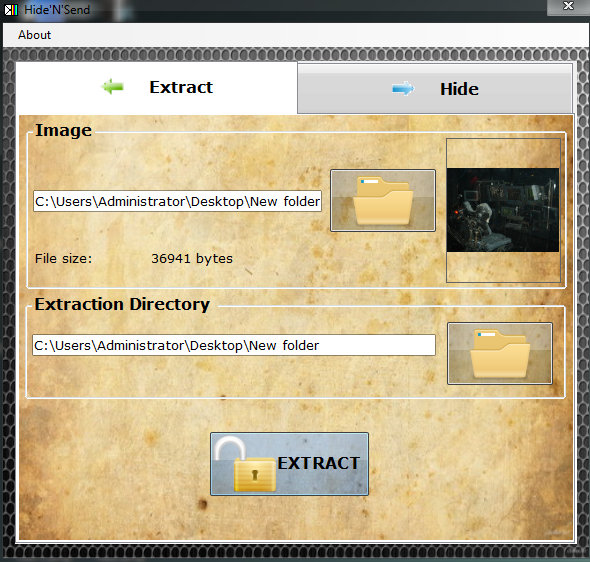 Hide'N'Send
About
Extract
Hide
Image
C:\Users\Administrator\Desktop\New folder
File size: 36941 bytes
Extraction Directory
C:\Users\Administrator\Desktop\New folder
EXTRACT